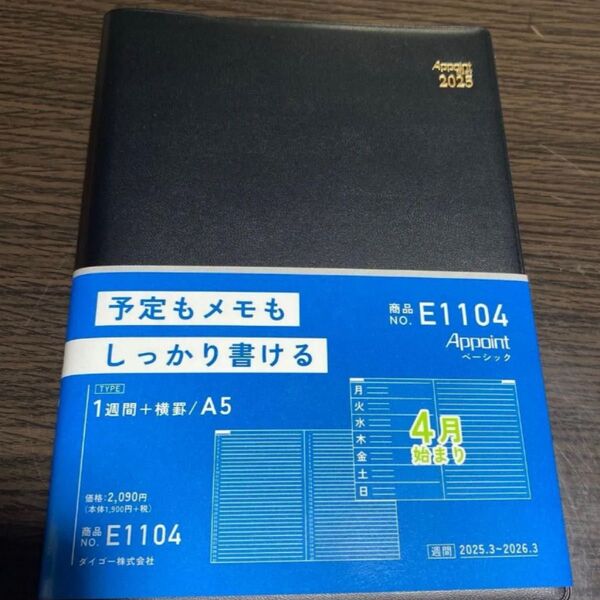 Appoint
2025
予定もメモも
しっかり書ける
商品
NO. E1104
Appoint
ベーシック
TYPE
1週間+横罫/A5
月
火
水
木
金
土
日
4月
始まり
価格:2,090円
(本体1,900円+税)
商品
NO. E1104
ダイゴー株式会社
週間 2025.3~2026.3